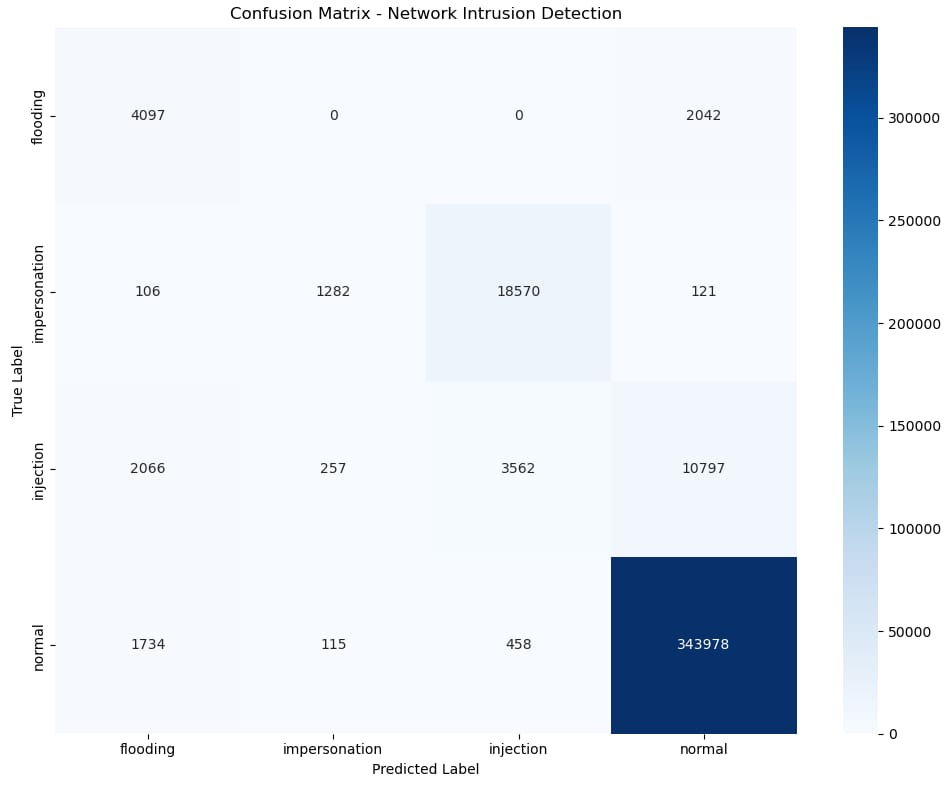 Confusion Matrix - Network Intrusion Detection
True Label
flooding
4097 0 0 2042
impersonation
106 1282 18570 121
injection
2066 257 3562 10797
normal
1734 115 458 343978
flooding impersonation injection normal
Predicted Label
300000
250000
200000
150000
100000
50000
0